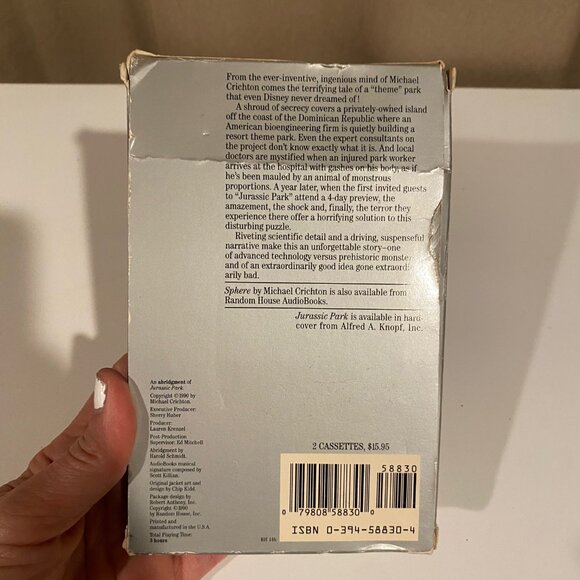 From the ever-inventive, ingenious mind of Michael
Crichton comes the terrifying tale of a "theme" park
that even Disney never dreamed of!
A shroud of secrecy covers a privately-owned island
off the coast of the Dominican Republic where an
American bioengineering firm is quietly building a
resort theme park. Even the expert consultants on
the project don't know exactly what it is. And local
doctors are mystified when an injured park worker
arrives at the hospital with gashes on his body, as if
he's been mauled by an animal of monstrous
proportions. A year later, when the first invited guests
to "Jurassic Park" attend a 4-day preview, the
amazement, the shock and, finally, the terror they
experience there offer a horrifying solution to this
disturbing puzzle.
Riveting scientific detail and a driving, suspenseful
narrative make this an unforgettable story–one
of advanced technology versus prehistoric monste
and of an extraordinarily good idea gone extraordi
arily bad.
Sphere by Michael Crichton is also available from
Random House AudioBooks.
Jurassic Park is available in hard-
cover from Alfred A. Knopf, Inc.
An abridgment of
Jurassic Park.
Copyright © 1990 by
Michael Crichton.
Executive Producer:
Sherry Huber
Producer:
Lauren Krenzel
Post-Production
Supervisor: Ed Mitchell
Abridgment by
Harold Schmidt.
AudioBooks musical
signature composed by
Scott Killian.
Original jacket art and
design by Chip Kidd.
Package design by
Robert Anthony, Inc.
Copyright © 1990
by Random House, Inc.
Printed and
manufactured in the U.S.A.
Total Playing Time:
3 hours
2 CASSETTES, $15.95
58830
0 79808 58830 0
ISBN 0-394-58830-4